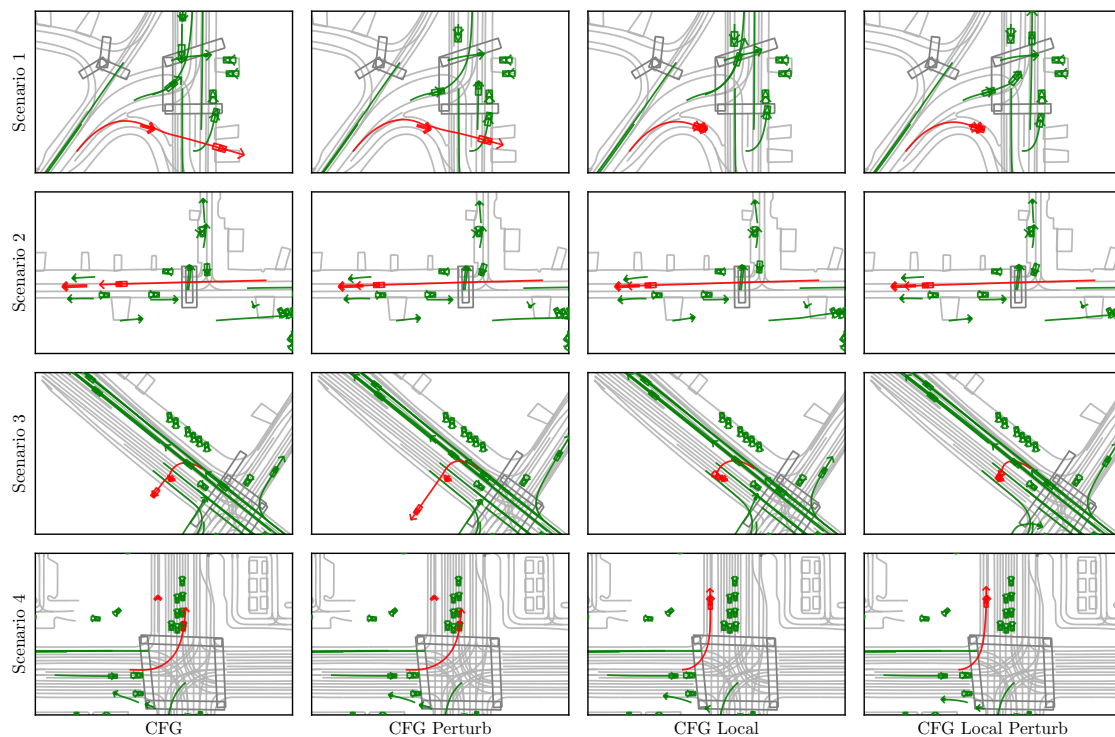 Scenario 1
Scenario 2
Scenario 3
Scenario 4
CFG
CFG Perturb
CFG Local
CFG Local Perturb